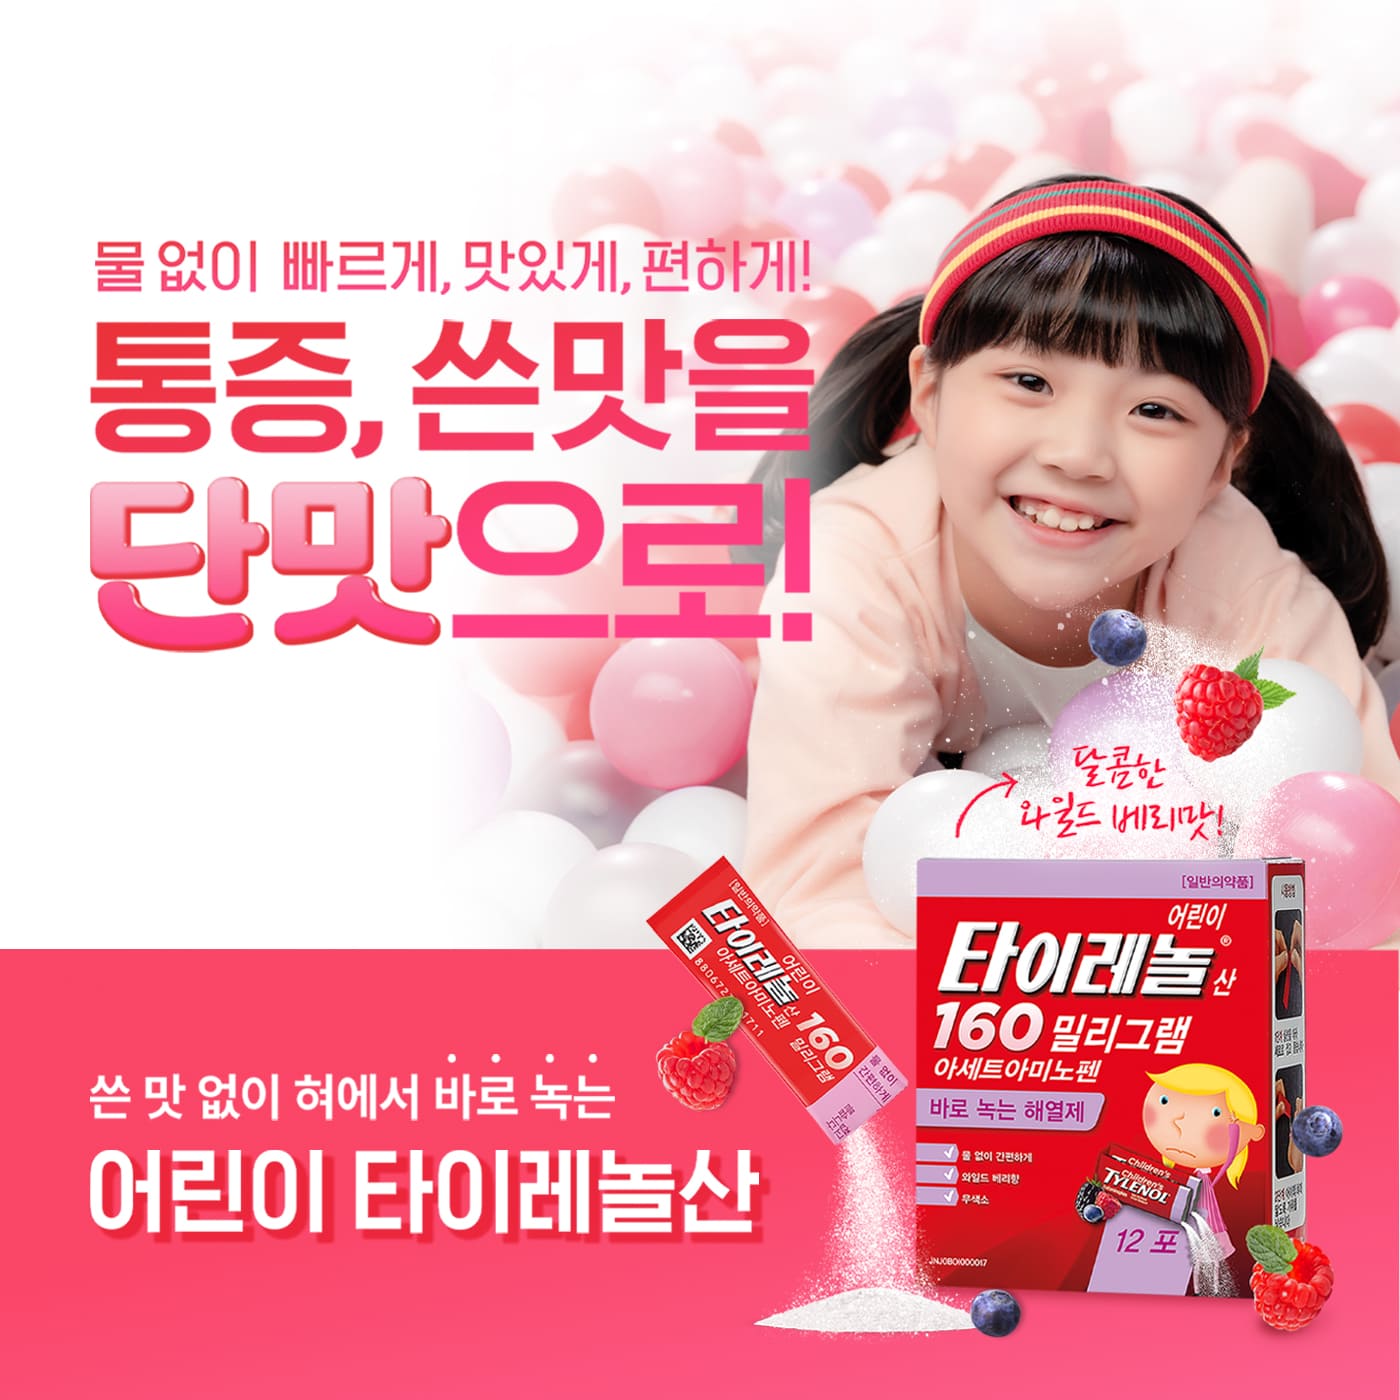 물 없이 빠르게, 맛있게, 편하게!
통증, 쓴맛을
단맛으로!
달콤한
와일드 베리맛!
[일반의약품]
어린이
타이레놀® 산
160 밀리그램
아세트아미노펜
바로 녹는 해열제
물 없이 간편하게
와일드 베리향
무색소
Children's
Children's
TYLENOL
12 포
JNJOBOI000017
사용방법
[일반의약품]
어린이
타이레놀 산
아세트아미노펜 160
밀리그램
물 없이
간편하게
쓴 맛 없이 혀에서 바로 녹는
어린이 타이레놀산